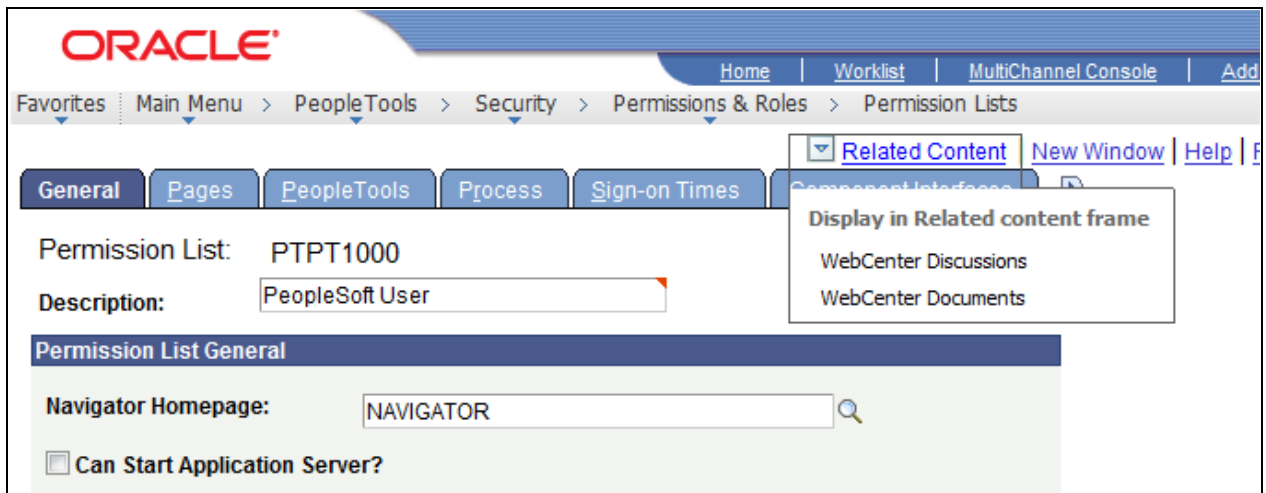 ORACLE
Home | Worklist | MultiChannel Console | Add
Favorites Main Menu > PeopleTools > Security > Permissions & Roles > Permission Lists
Related Content | New Window | Help |
General Pages PeopleTools Process Sign-on Times Component Interfaces
Display in Related content frame
Permission List: PTPT1000
WebCenter Discussions
Description: PeopleSoft User
WebCenter Documents
Permission List General
Navigator Homepage: NAVIGATOR
Can Start Application Server?